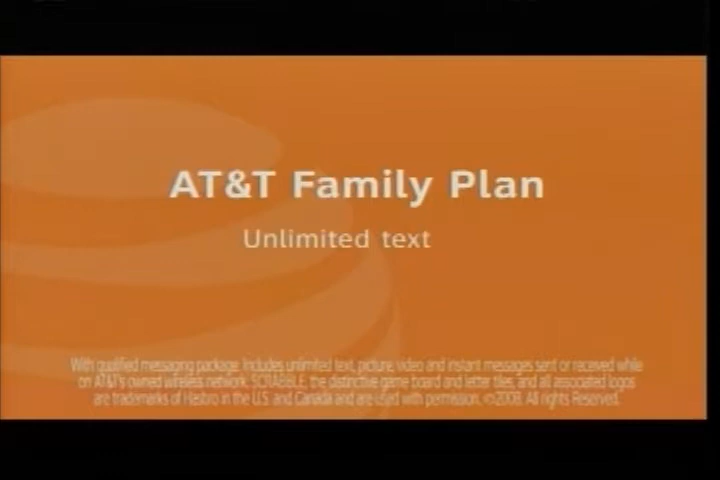 AT&T Family Plan
Unlimited text
With qualified messaging package. Includes unlimited text, picture, video and instant messages sent or received while
on AT&T's owned wireless network. SCRABBLE, the distinctive game board and letter tiles, and all associated logos
are trademarks of Hasbro in the U.S. and Canada and are used with permission. ©2008. All rights Reserved.